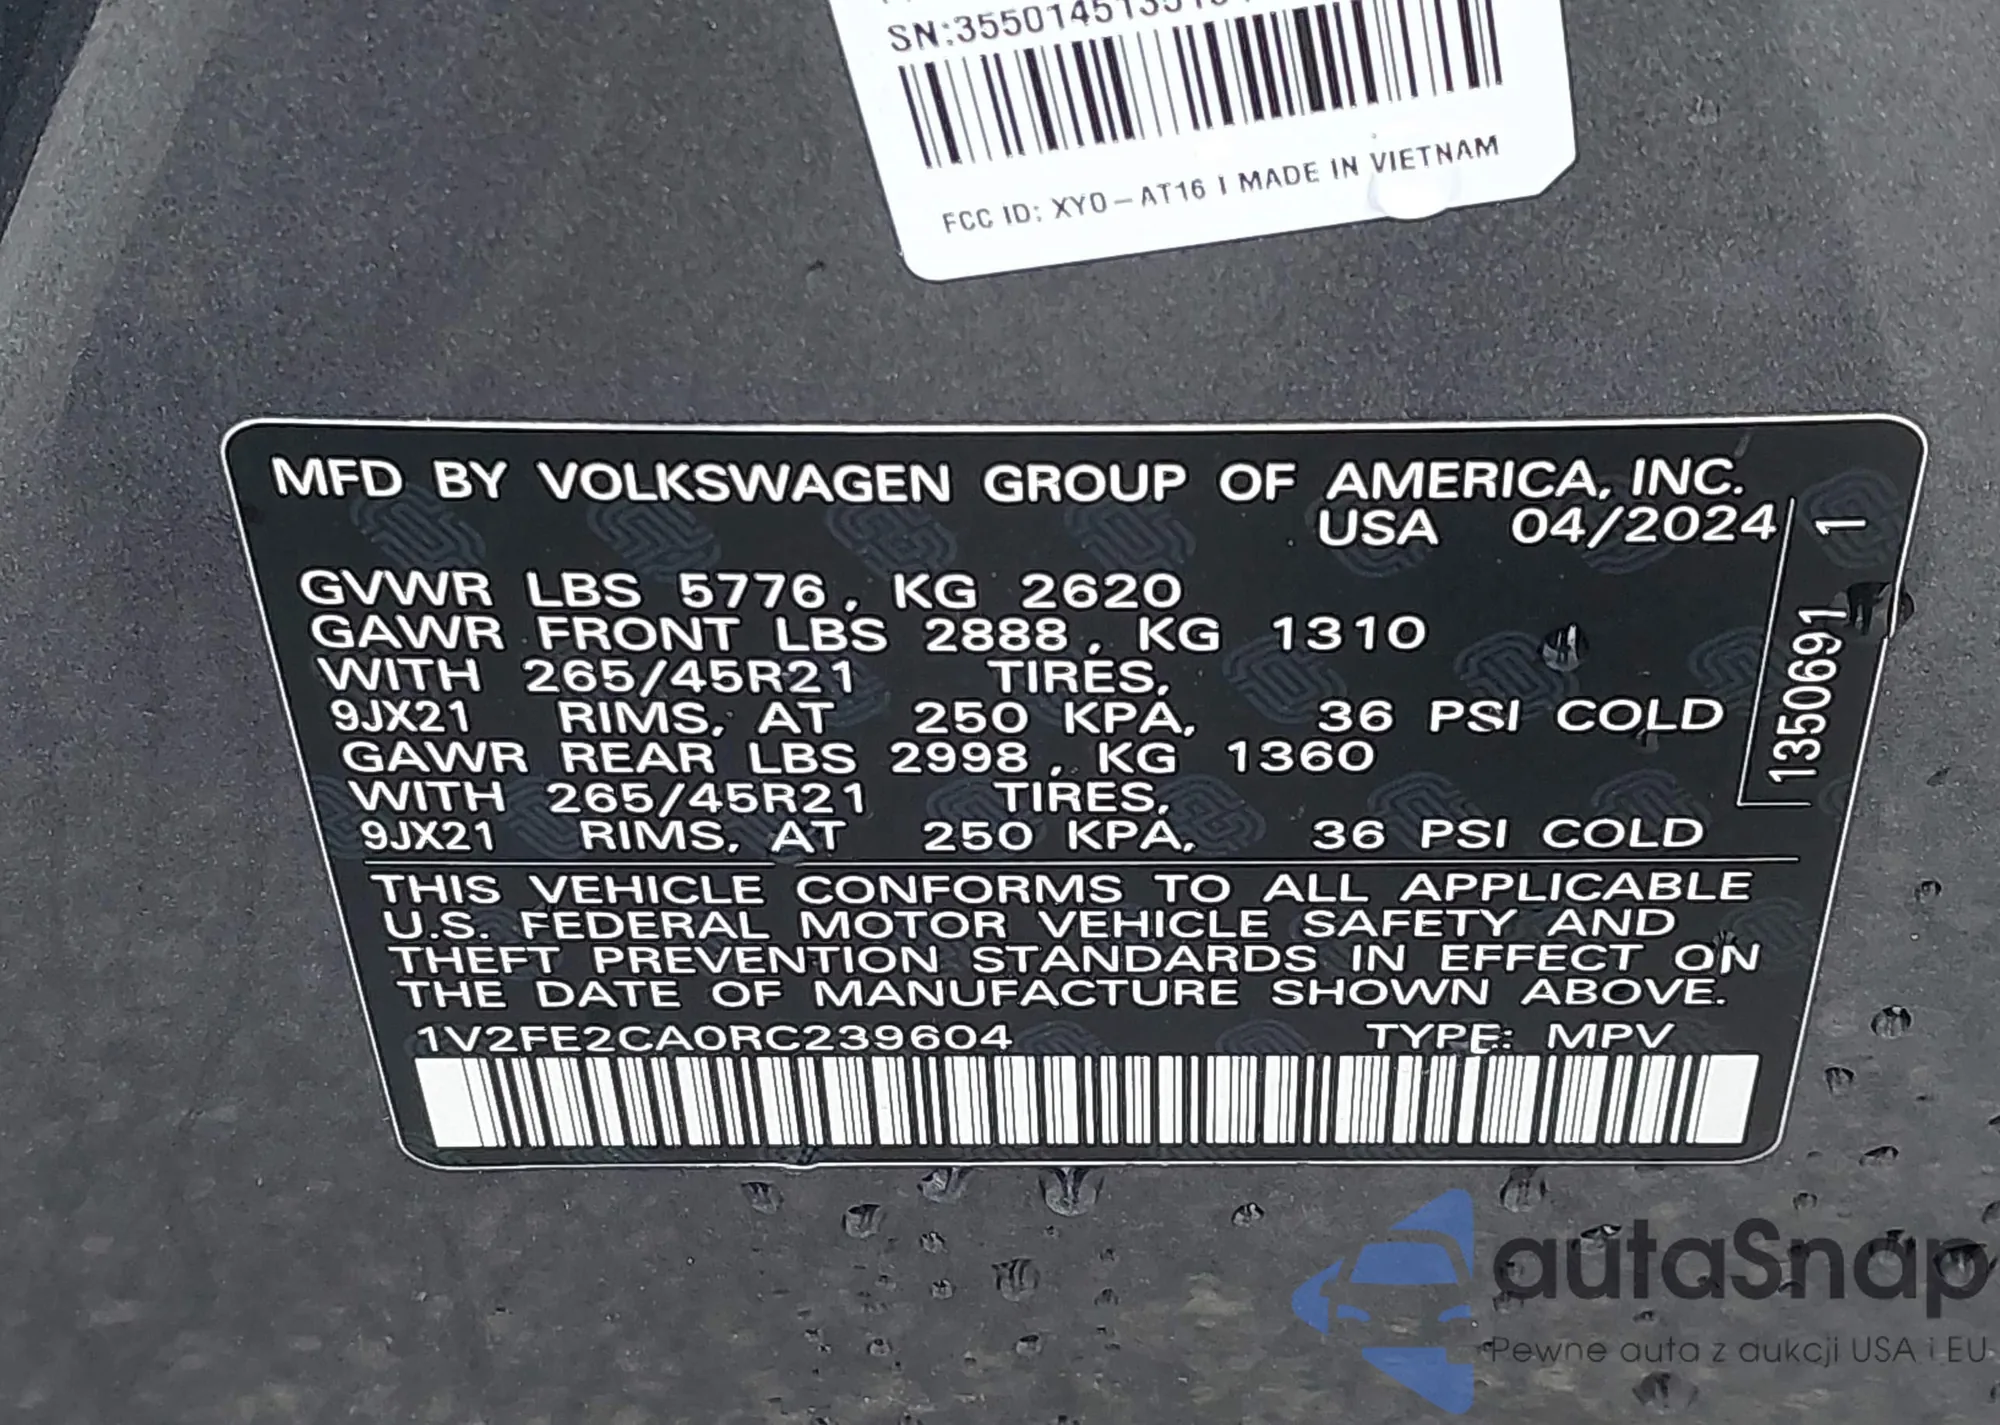 FCC ID: XYO-AT16 I MADE IN VIETNAM
MFD BY VOLKSWAGEN GROUP OF AMERICA, INC.
USA 04/2024
GVWR LBS 5776, KG 2620
GAWR FRONT LBS 2888, KG 1310
WITH 265/45R21 TIRES,
9JX21 RIMS, AT 250 KPA, 36 PSI COLD
GAWR REAR LBS 2998, KG 1360
WITH 265/45R21 TIRES,
9JX21 RIMS, AT 250 KPA, 36 PSI COLD
1350691 1
THIS VEHICLE CONFORMS TO ALL APPLICABLE
U.S. FEDERAL MOTOR VEHICLE SAFETY AND
THEFT PREVENTION STANDARDS IN EFFECT ON
THE DATE OF MANUFACTURE SHOWN ABOVE.
1V2FE2CA0RC239604 TYPE: MPV
autaSnap
Pewne auta z aukcji USA i EU